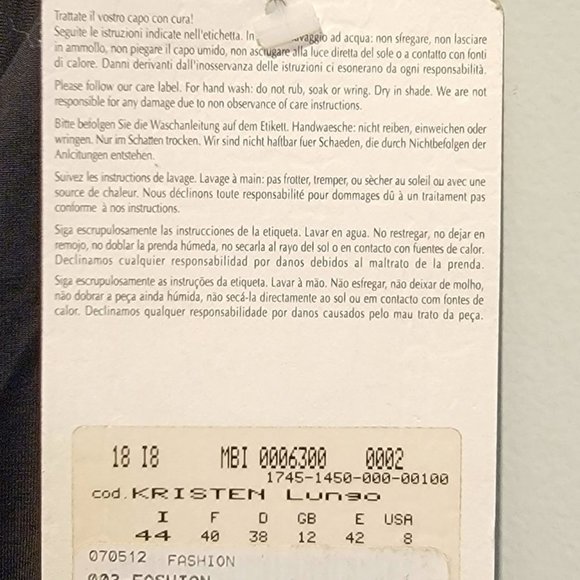 Trattate il vostro capo con cura!
Seguite le istruzioni indicate nell'etichetta. In ad acqua: non sfregare, non lasciare
in ammollo, non piegare il capo umido, non asciugare alla luce diretta del sole o a contatto con fonti
di calore. Danni derivanti dall'inosservanza delle istruzioni ci esonerano da ogni responsabilità.
Please follow our care label. For hand wash: do not rub, soak or wring. Dry in shade. We are not
responsible for any damage due to non observance of care instructions.
Bitte befolgen Sie die Waschanleitung auf dem Etikett. Handwaesche: nicht reiben, einweichen oder
wringen. Nur im Schatten trocken. Wir sind nicht haftbar fuer Schaeden, die durch Nichtbefolgen der
Anleitungen entstehen.
Suivez les instructions de lavage. Lavage à main: pas frotter, tremper, ou sècher au soleil ou avec une
source de chaleur. Nous déclinons toute responsabilité pour dommages dû à un traitament pas
conforme à nos instructions.
Siga escrupulosamente las instrucciones de la etiqueta. Lavar en agua. No restregar, no dejar en
remojo, no doblar la prenda húmeda, no secarla al rayo del sol o en contacto con fuentes de calor.
Declinamos cualquier responsabilidad por danos debidos al maltrato de la prenda.
Siga escrupulosamente as instruções da etiqueta. Lavar à mão. Não esfregar, não deixar de molho,
não dobrar a peça ainda húmida, não secá-la directamente ao sol ou em contacto com fontes de
calor. Declinamos qualquer responsabilidade por danos causados pelo mau trato da peça.
18 I8 MBI 0006300 0002
1745-1450-000-00100
cod. KRISTEN Lungo
I F D GB E USA
44 40 38 12 42 8
070512 FASHION
002 FASHION